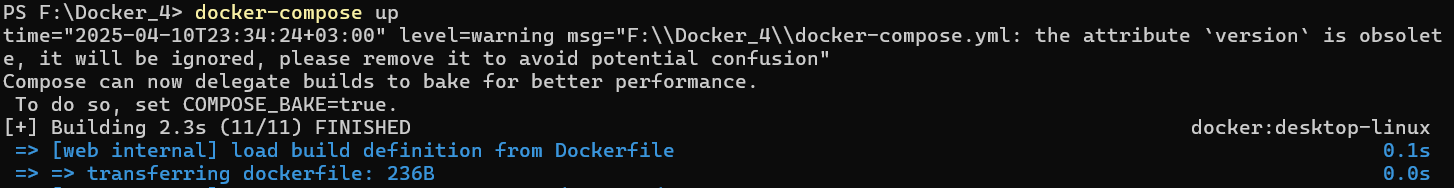 PS F:\Docker_4> docker-compose up
time="2025-04-10T23:34:24+03:00" level=warning msg="F:\\Docker_4\\docker-compose.yml: the attribute `version` is obsolet
e, it will be ignored, please remove it to avoid potential confusion"
Compose can now delegate builds to bake for better performance.
 To do so, set COMPOSE_BAKE=true.
[+] Building 2.3s (11/11) FINISHED docker:desktop-linux
 => [web internal] load build definition from Dockerfile 0.1s
 => => transferring dockerfile: 236B 0.0s